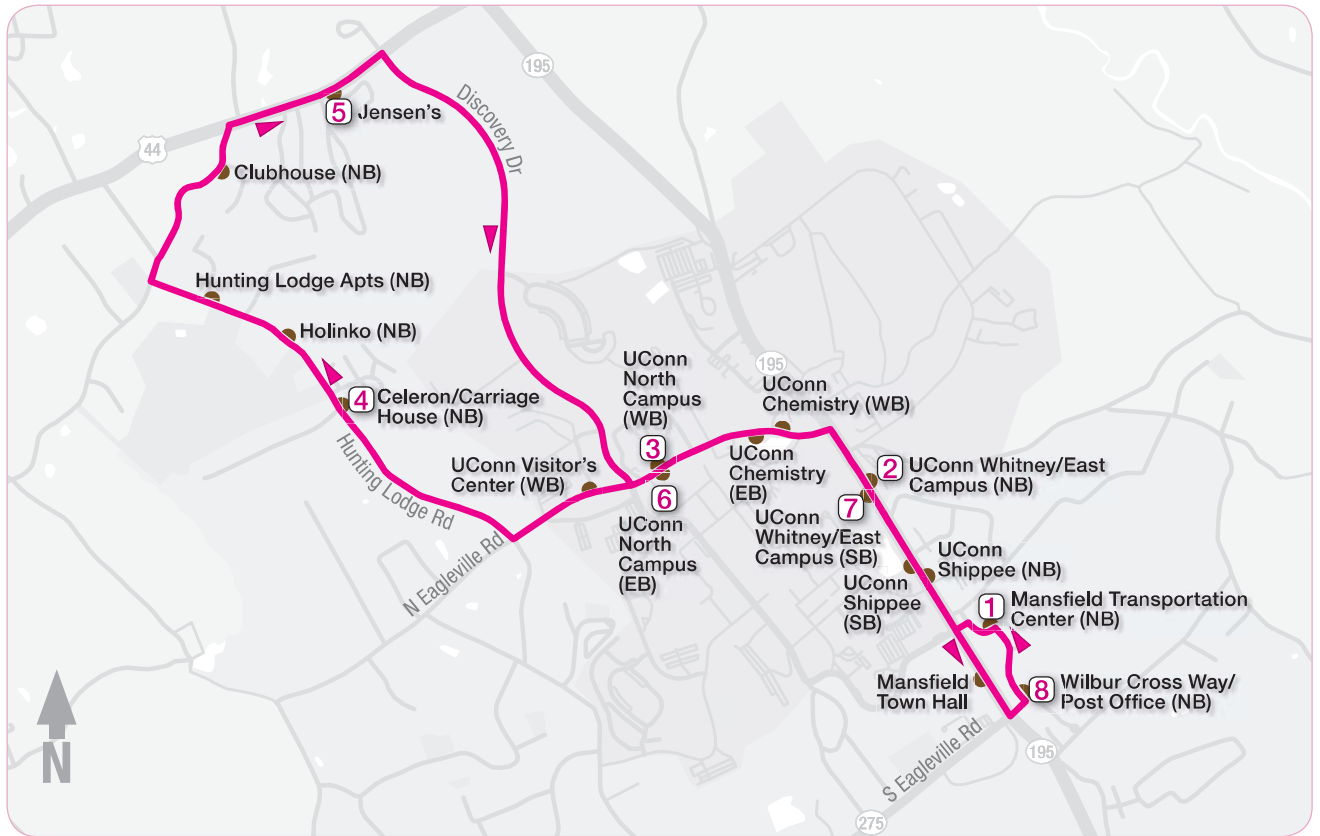 195
Discovery Dr
5 Jensen's
44
Clubhouse (NB)
Hunting Lodge Apts (NB)
Holinko (NB)
4 Celeron/Carriage
House (NB)
Hunting Lodge Rd
UConn Visitor's
Center (WB)
N Eagleville Rd
UConn
North
Campus
(WB)
3
6
UConn
North
Campus
(EB)
195
UConn
Chemistry (WB)
UConn
Chemistry
(EB)
2 UConn Whitney/East
Campus (NB)
7
UConn
Whitney/East
Campus (SB)
UConn
Shippee (NB)
UConn
Shippee
(SB)
1 Mansfield Transportation
Center (NB)
Mansfield
Town Hall
8 Wilbur Cross Way/
Post Office (NB)
S Eagleville Rd
195
275
N